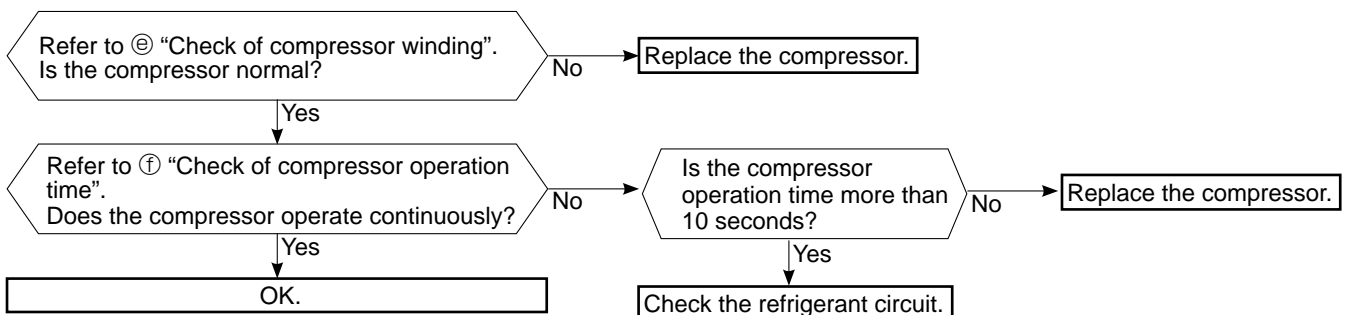 Refer to ⓔ “Check of compressor winding”.
Is the compressor normal?
No
Replace the compressor.
Yes
Refer to ⓕ “Check of compressor operation
time”.
Does the compressor operate continuously?
No
Is the compressor
operation time more than
10 seconds?
No
Replace the compressor.
Yes
OK.
Yes
Check the refrigerant circuit.